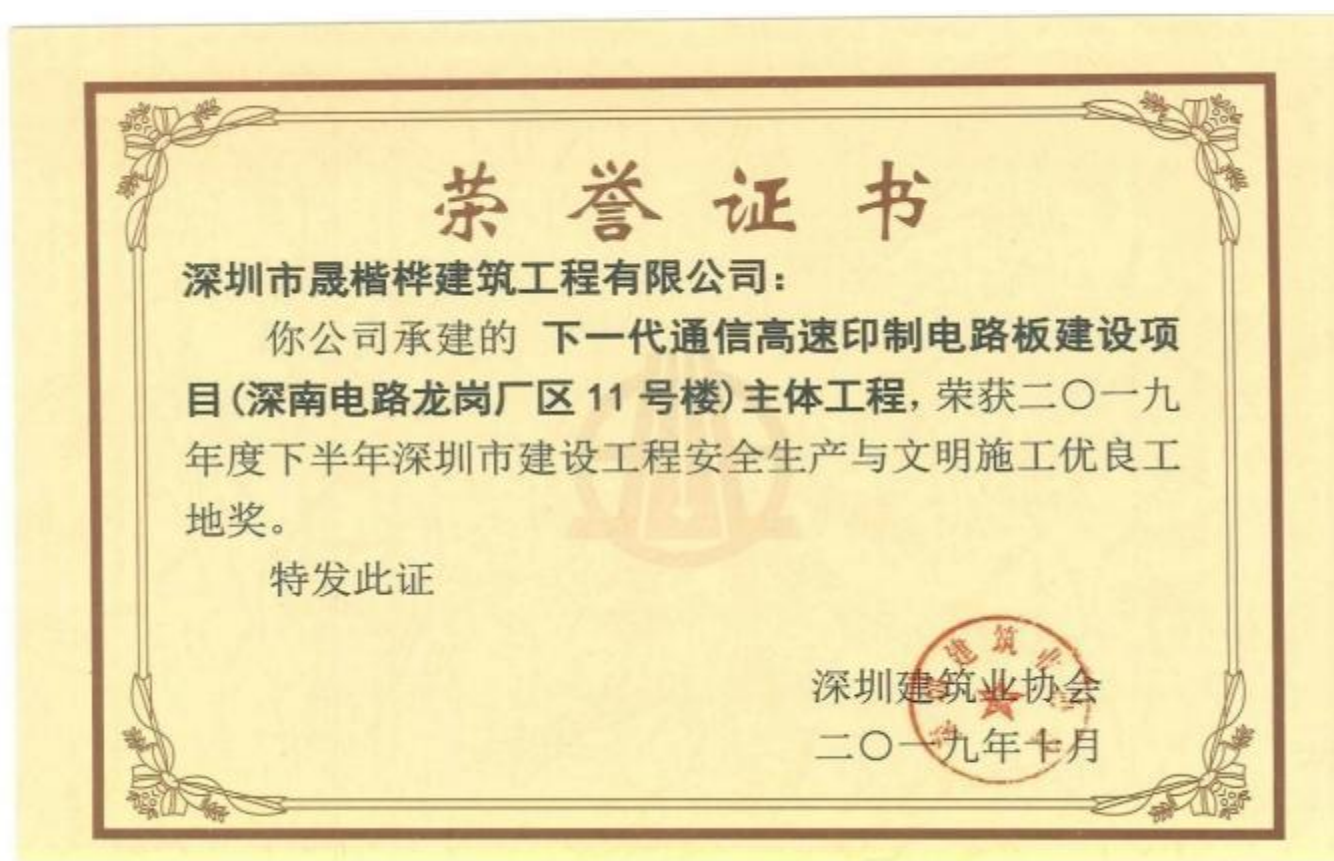 荣誉证书
深圳市晟楷桦建筑工程有限公司：
你公司承建的 下一代通信高速印制电路板建设项
目(深南电路龙岗厂区 11 号楼)主体工程，荣获二〇一九
年度下半年深圳市建设工程安全生产与文明施工优良工
地奖。
特发此证
深圳建筑业协会
二〇一九年十月